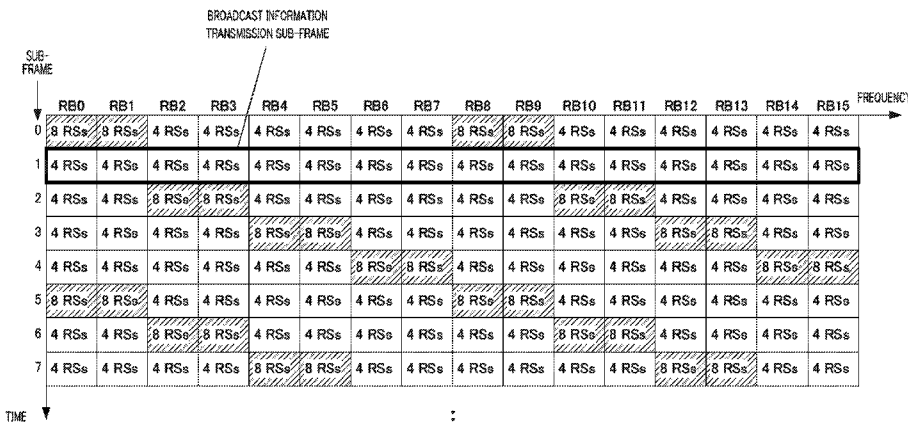 BROADCAST INFORMATION
TRANSMISSION SUB-FRAME
SUB-
FRAME
RB0 RB1 RB2 RB3 RB4 RB5 RB6 RB7 RB8 RB9 RB10 RB11 RB12 RB13 RB14 RB15 FREQUENCY
0 8 RSs 8 RSs 4 RSs 4 RSs 4 RSs 4 RSs 4 RSs 4 RSs 8 RSs 8 RSs 4 RSs 4 RSs 4 RSs 4 RSs 4 RSs 4 RSs
1 4 RSs 4 RSs 4 RSs 4 RSs 4 RSs 4 RSs 4 RSs 4 RSs 4 RSs 4 RSs 4 RSs 4 RSs 4 RSs 4 RSs 4 RSs 4 RSs
2 4 RSs 4 RSs 8 RSs 8 RSs 4 RSs 4 RSs 4 RSs 4 RSs 4 RSs 4 RSs 8 RSs 8 RSs 4 RSs 4 RSs 4 RSs 4 RSs
3 4 RSs 4 RSs 4 RSs 4 RSs 8 RSs 8 RSs 4 RSs 4 RSs 4 RSs 4 RSs 4 RSs 4 RSs 8 RSs 8 RSs 4 RSs 4 RSs
4 4 RSs 4 RSs 4 RSs 4 RSs 4 RSs 4 RSs 8 RSs 8 RSs 4 RSs 4 RSs 4 RSs 4 RSs 4 RSs 4 RSs 8 RSs 8 RSs
5 8 RSs 8 RSs 4 RSs 4 RSs 4 RSs 4 RSs 4 RSs 4 RSs 8 RSs 8 RSs 4 RSs 4 RSs 4 RSs 4 RSs 4 RSs 4 RSs
6 4 RSs 4 RSs 8 RSs 8 RSs 4 RSs 4 RSs 4 RSs 4 RSs 4 RSs 4 RSs 8 RSs 8 RSs 4 RSs 4 RSs 4 RSs 4 RSs
7 4 RSs 4 RSs 4 RSs 4 RSs 8 RSs 8 RSs 4 RSs 4 RSs 4 RSs 4 RSs 4 RSs 4 RSs 8 RSs 8 RSs 4 RSs 4 RSs
TIME :